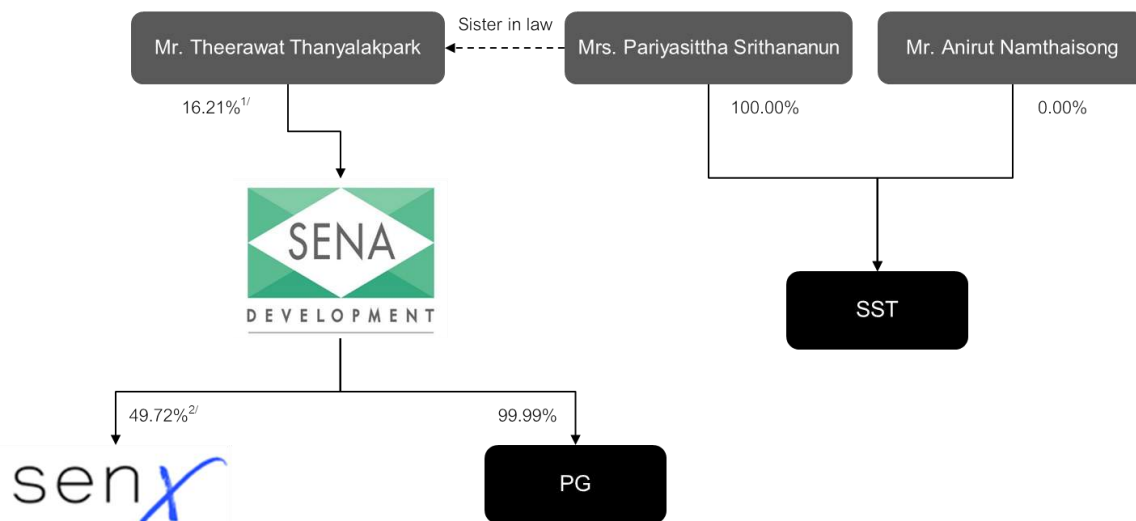 Sister in law
Mr. Theerawat Thanyalakpark
Mrs. Pariyasittha Srithananun
Mr. Anirut Namthaisong
16.21%1/
100.00%
0.00%
SENA
DEVELOPMENT
SST
49.72%2/
99.99%
senx
PG